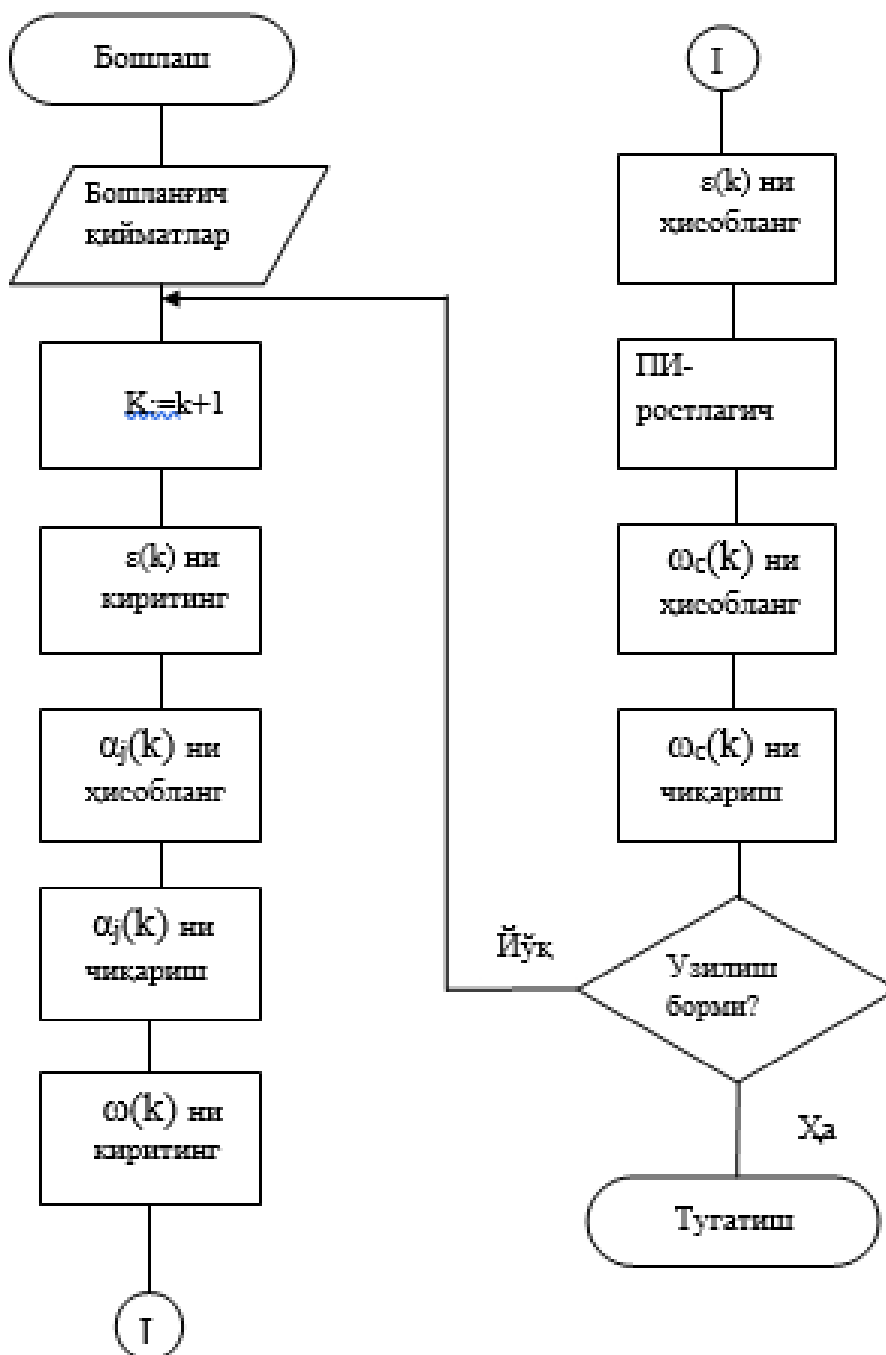 Бошлаш
Бошланғич
қийматлар
К:=k+1
ε(k) ни
киритинг
αj(k) ни
ҳисобланг
αj(k) ни
чиқариш
ω(k) ни
киритинг
I
I
ε(k) ни
ҳисобланг
ПИ-
ростлагич
ωc(k) ни
ҳисобланг
ωc(k) ни
чиқариш
Узилиш
борми?
Йўқ
Ҳа
Тугатиш